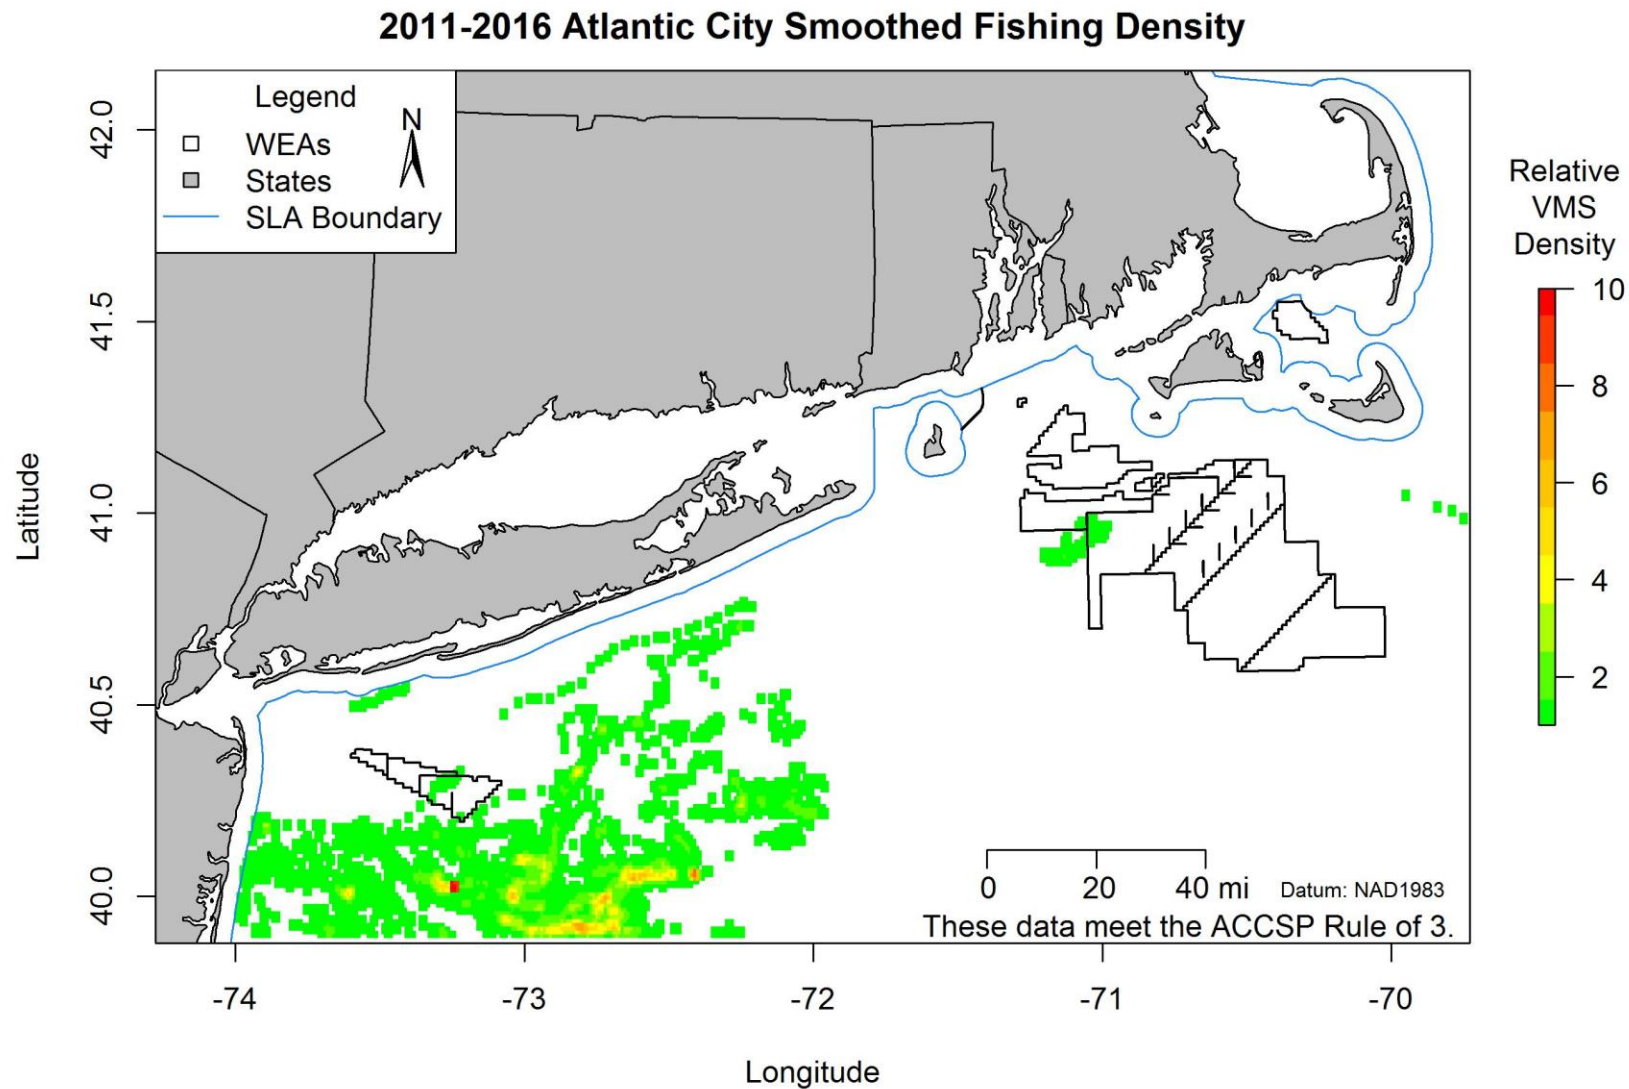 2011-2016 Atlantic City Smoothed Fishing Density
Legend
N
WEAs
States
SLA Boundary
Relative
VMS
Density
10
8
6
4
2
Latitude
42.0
41.5
41.0
40.5
40.0
0 20 40 mi
Datum: NAD1983
These data meet the ACCSP Rule of 3.
-74 -73 -72 -71 -70
Longitude